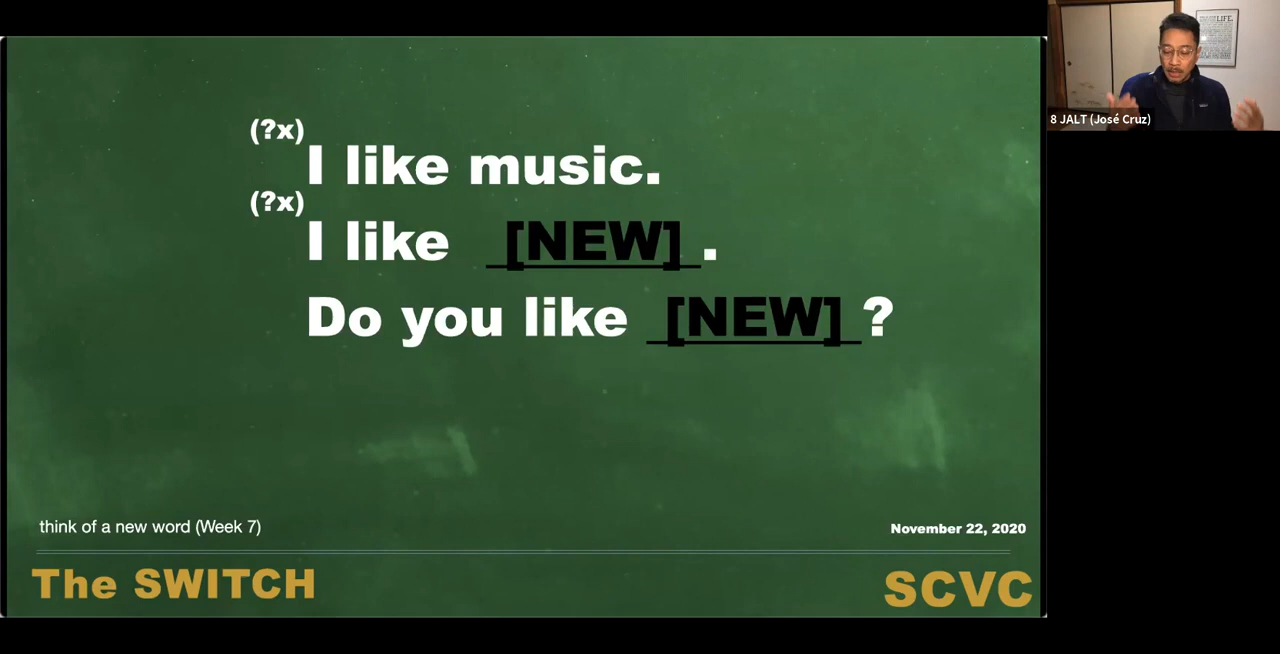 (?x)
I like music.
(?x)
I like [NEW] .
Do you like [NEW] ?
think of a new word (Week 7)
November 22, 2020
The SWITCH
SCVC
LIFE.
8 JALT (José Cruz)